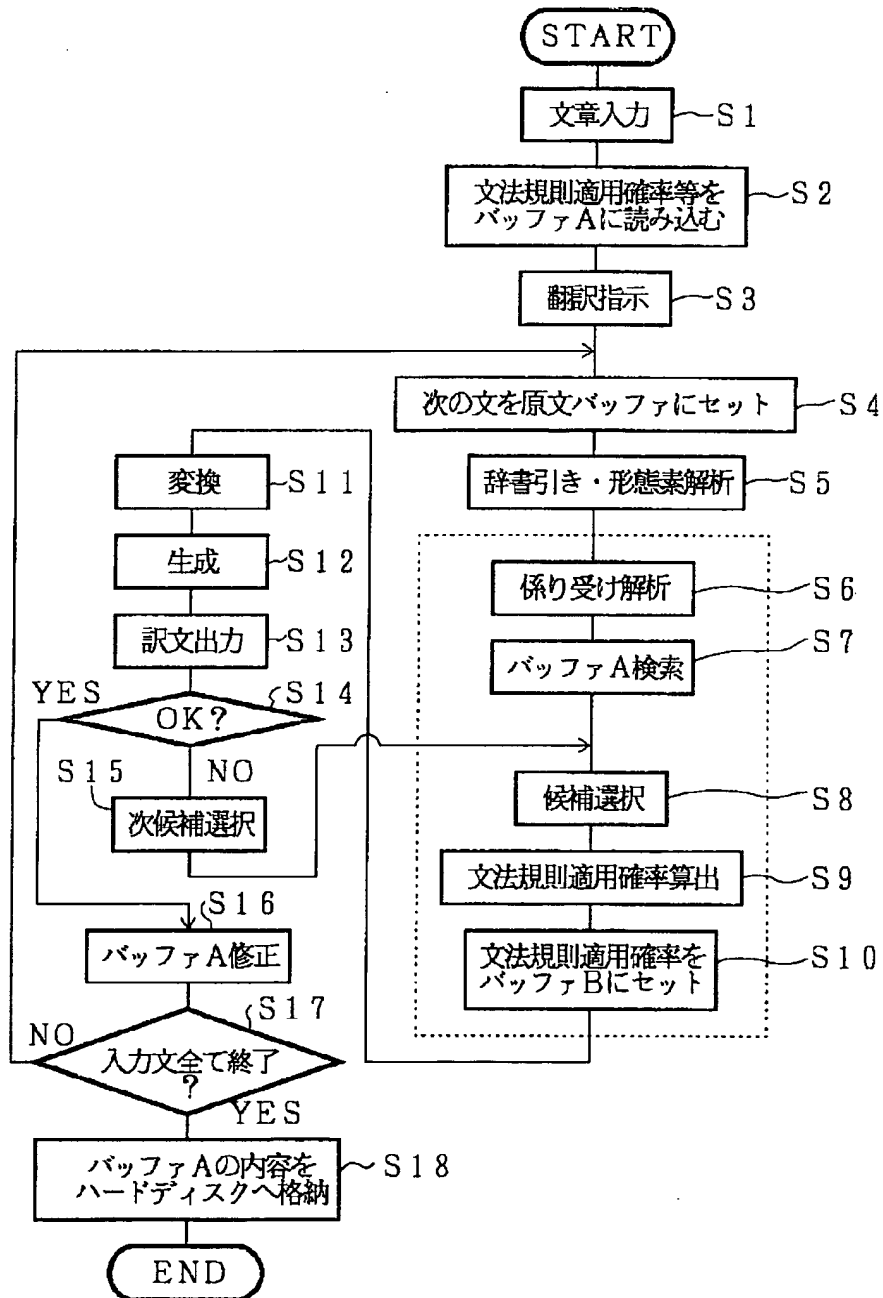 START
文章入力
S1
文法規則適用確率等を
バッファAに読み込む
S2
翻訳指示
S3
次の文を原文バッファにセット
S4
辞書引き・形態素解析
S5
係り受け解析
S6
バッファA検索
S7
候補選択
S8
文法規則適用確率算出
S9
文法規則適用確率を
バッファBにセット
S10
変換
S11
生成
S12
訳文出力
S13
YES
OK?
S14
NO
S15
次候補選択
S16
バッファA修正
S17
NO
入力文全て終了
?
YES
バッファAの内容を
ハードディスクへ格納
S18
END